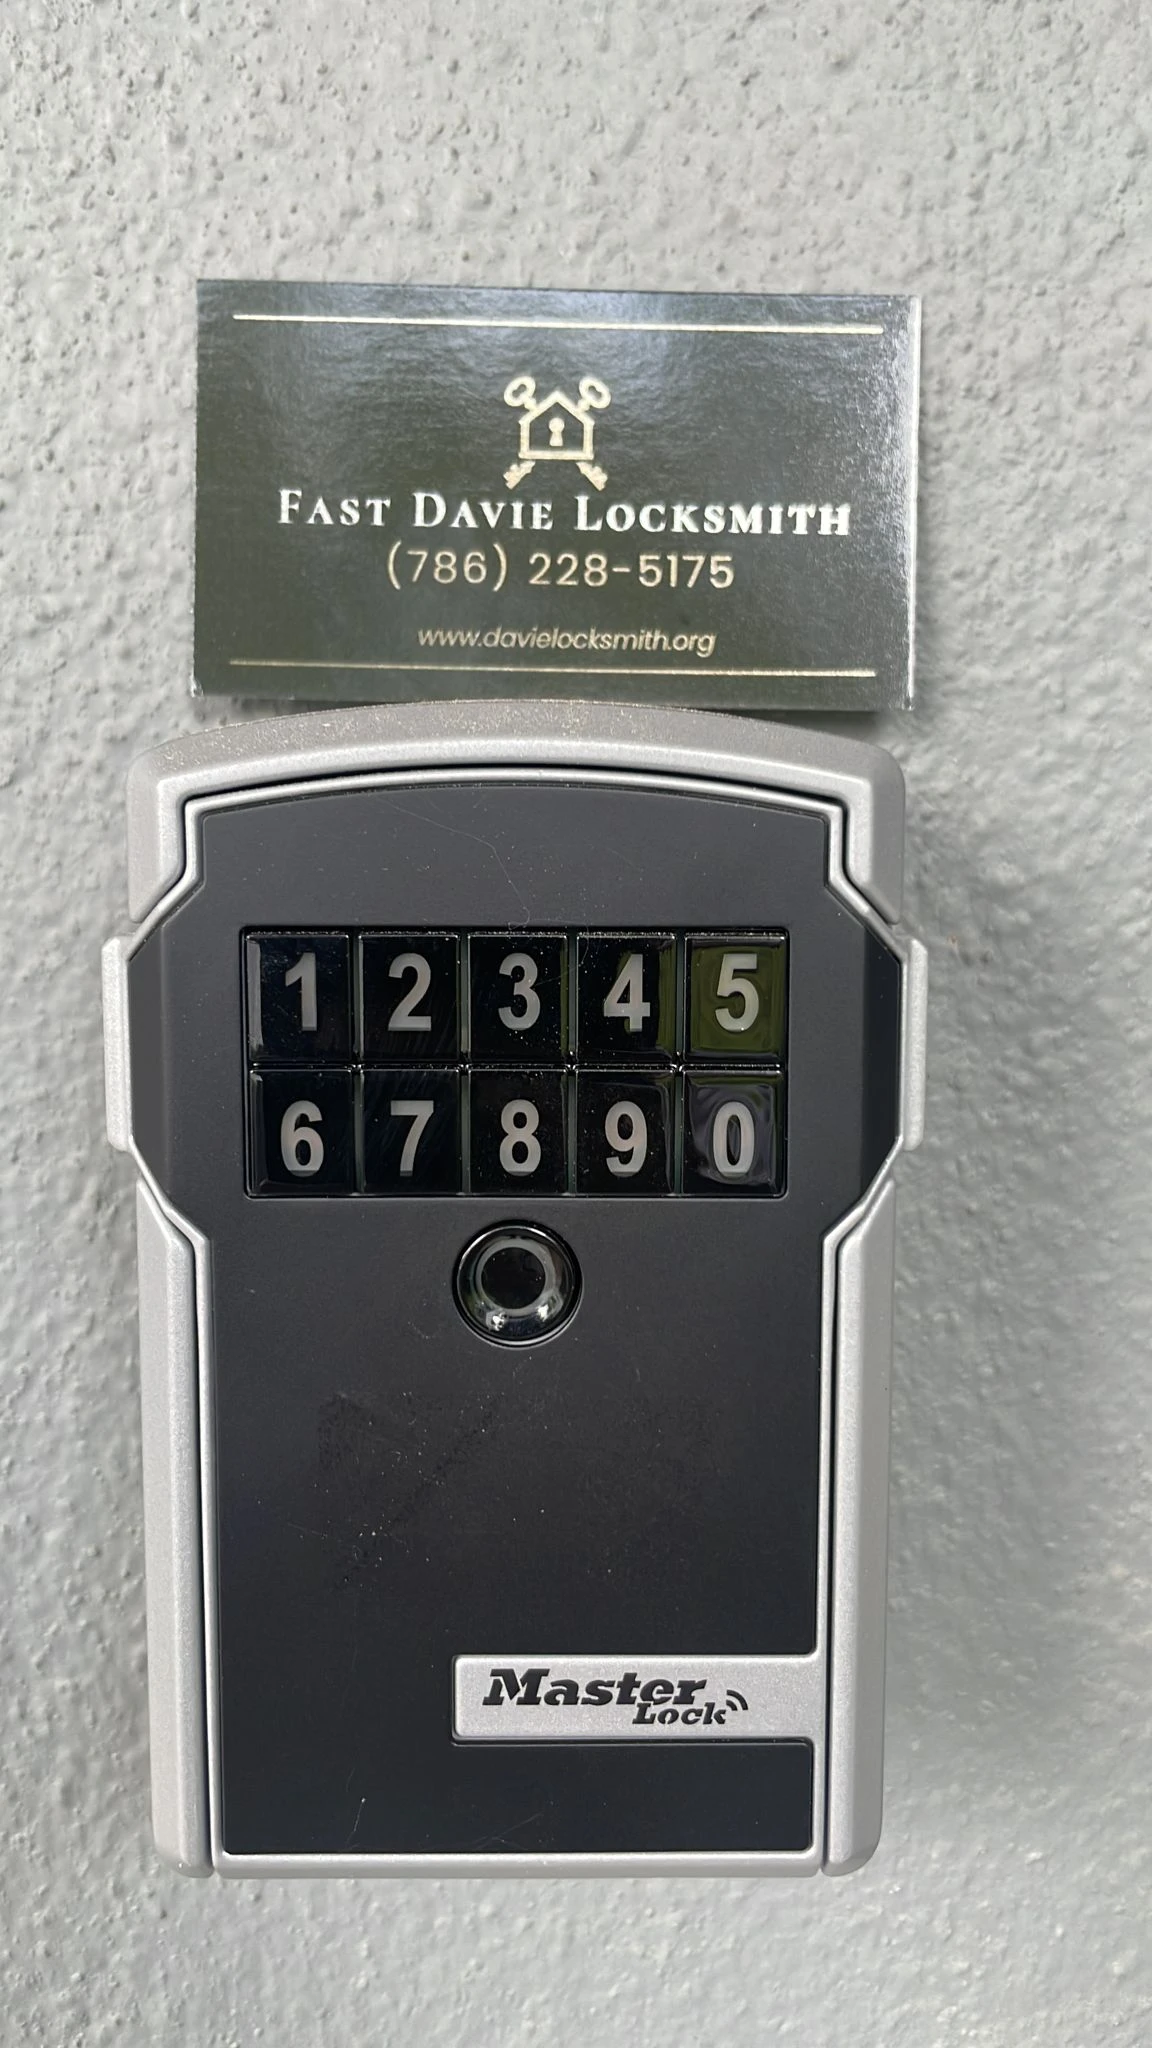 FAST DAVIE LOCKSMITH
(786) 228-5175
www.davielocksmith.org
1 2 3 4 5
6 7 8 9 0
Master
Lock